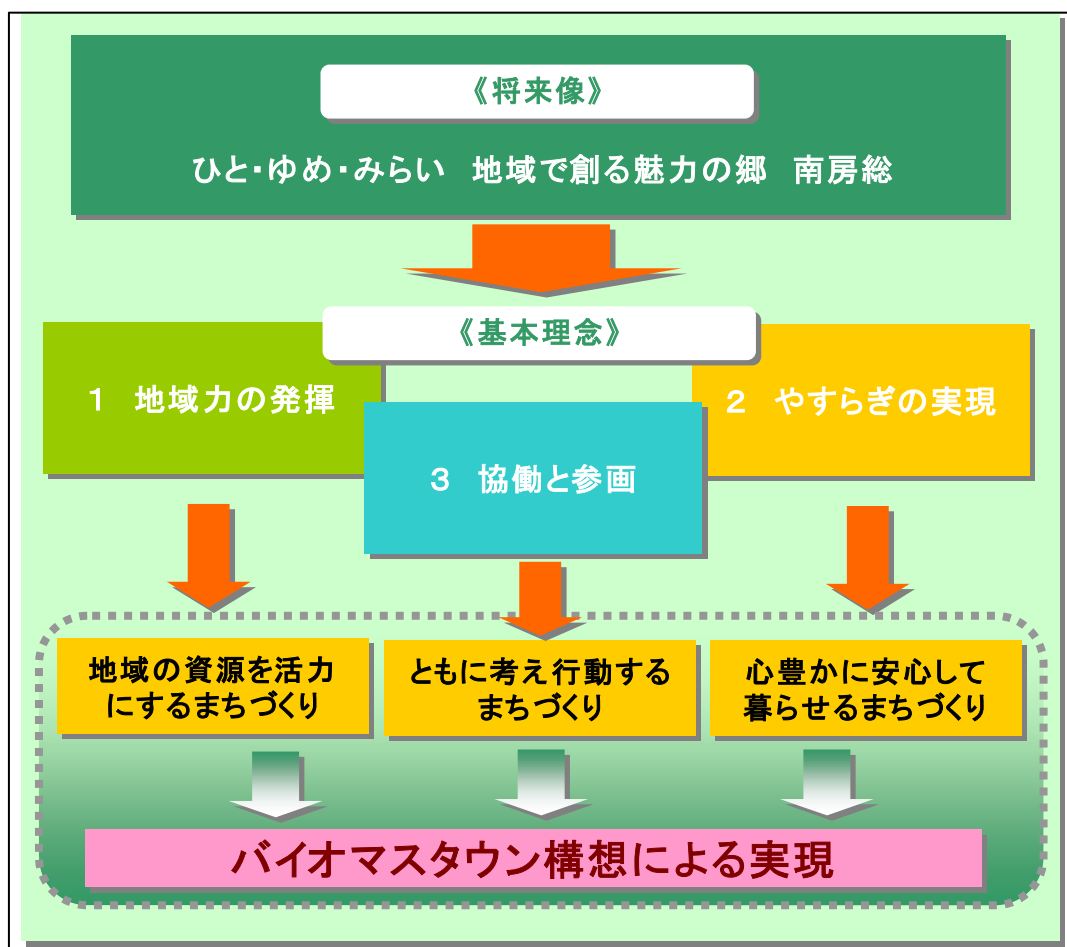 《将来像》
ひと・ゆめ・みらい　地域で創る魅力の郷　南房総
《基本理念》
１　地域力の発揮
２　やすらぎの実現
３　協働と参画
地域の資源を活力
にするまちづくり
ともに考え行動する
まちづくり
心豊かに安心して
暮らせるまちづくり
バイオマスタウン構想による実現